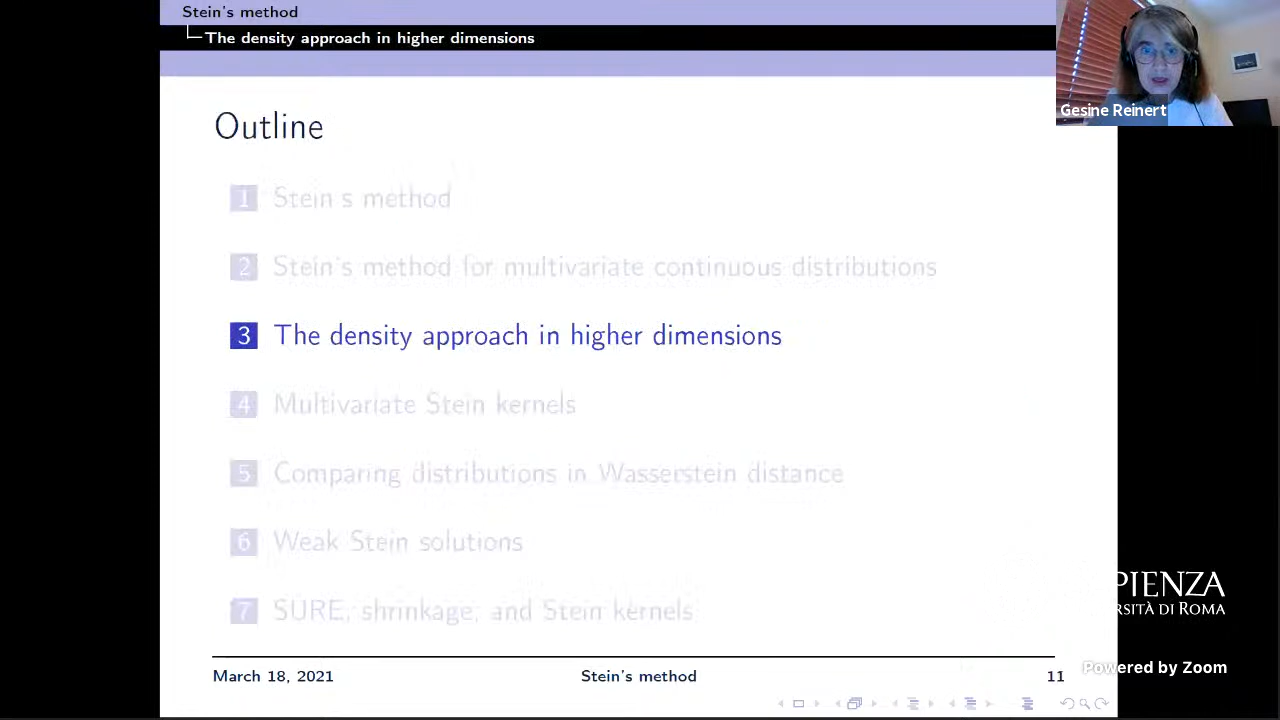 Stein's method
The density approach in higher dimensions
Gesine Reinert
Outline
1 Stein's method
2 Stein's method for multivariate continuous distributions
3 The density approach in higher dimensions
4 Multivariate Stein kernels
5 Comparing distributions in Wasserstein distance
6 Weak Stein solutions
7 SURE, shrinkage, and Stein kernels
PIENZA
RSITÀ DI ROMA
March 18, 2021
Stein's method
11
Powered by Zoom